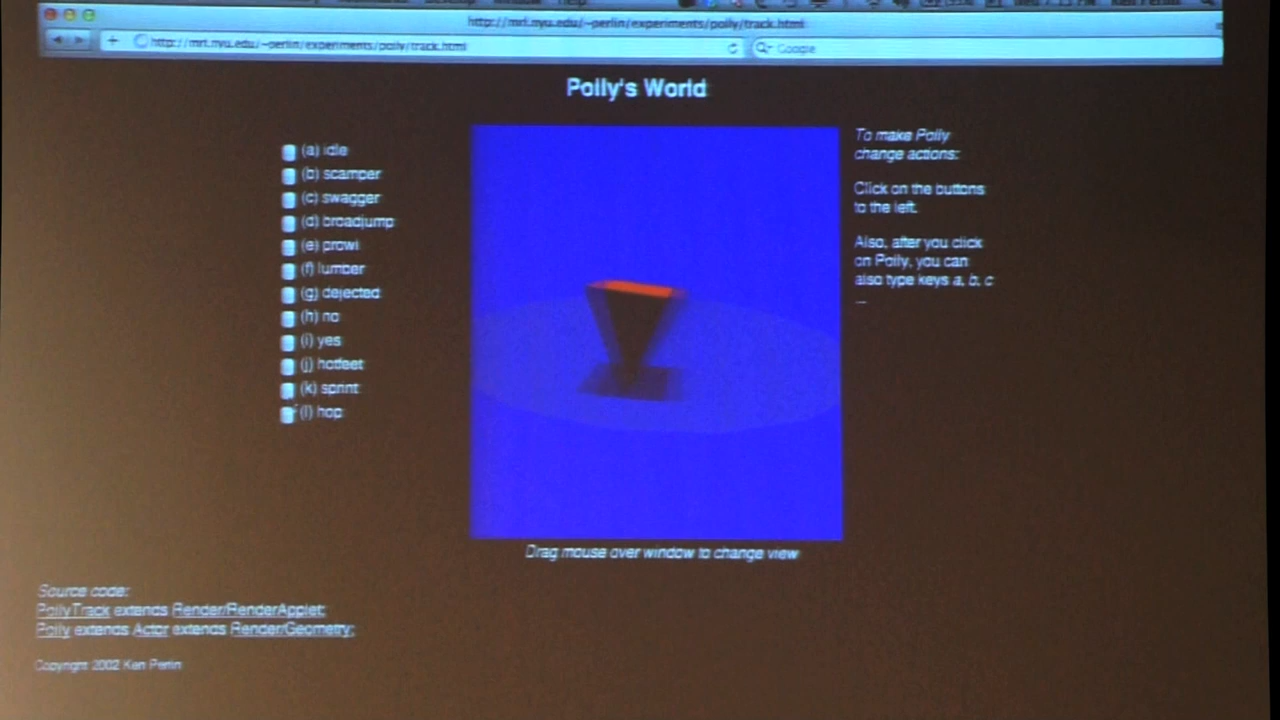 http://mrl.nyu.edu/~perlin/experiments/polly/track.html
http://mrl.nyu.edu/~perlin/experiments/polly/track.html
Google
Polly's World
(a) idle
(b) scamper
(c) swagger
(d) broadjump
(e) prowl
(f) lumber
(g) dejected
(h) no
(i) yes
(j) hotfeet
(k) sprint
(l) hop
To make Polly
change actions:
Click on the buttons
to the left.
Also, after you click
on Polly, you can
also type keys a, b, c
...
Drag mouse over window to change view
Source code:
PollyTrack extends Render/RenderApplet;
Polly extends Actor extends Render/Geometry;
Copyright 2002 Ken Perlin